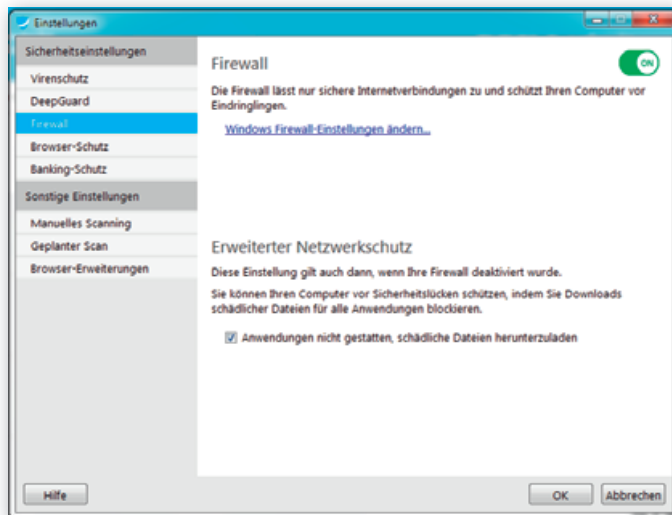 Einstellungen
Sicherheitseinstellungen
Virenschutz
DeepGuard
Firewall
Browser-Schutz
Banking-Schutz
Sonstige Einstellungen
Manuelles Scanning
Geplanter Scan
Browser-Erweiterungen
Firewall
ON
Die Firewall lässt nur sichere Internetverbindungen zu und schützt Ihren Computer vor
Eindringlingen.
Windows Firewall-Einstellungen ändern...
Erweiterter Netzwerkschutz
Diese Einstellung gilt auch dann, wenn Ihre Firewall deaktiviert wurde.
Sie können Ihren Computer vor Sicherheitslücken schützen, indem Sie Downloads
schädlicher Dateien für alle Anwendungen blockieren.
Anwendungen nicht gestatten, schädliche Dateien herunterzuladen
Hilfe
OK
Abbrechen